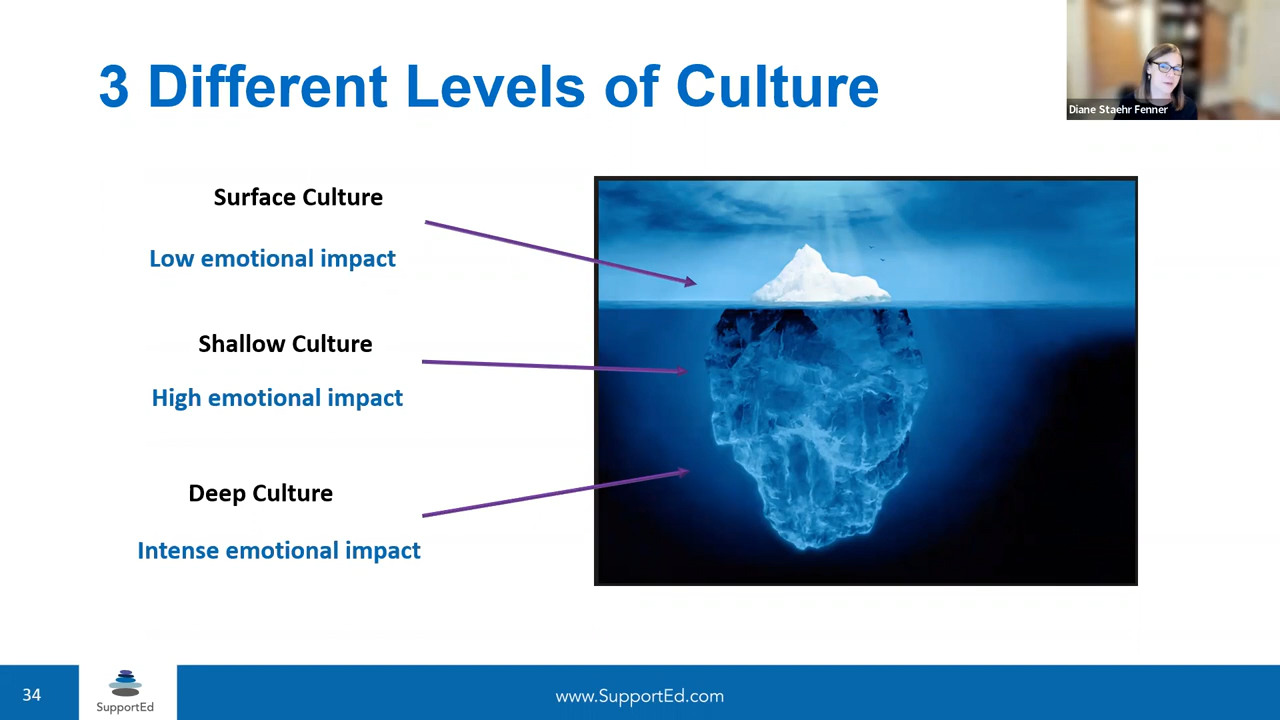 3 Different Levels of Culture
Diane Staehr Fenner
Surface Culture
Low emotional impact
Shallow Culture
High emotional impact
Deep Culture
Intense emotional impact
34
SupportEd
www.SupportEd.com